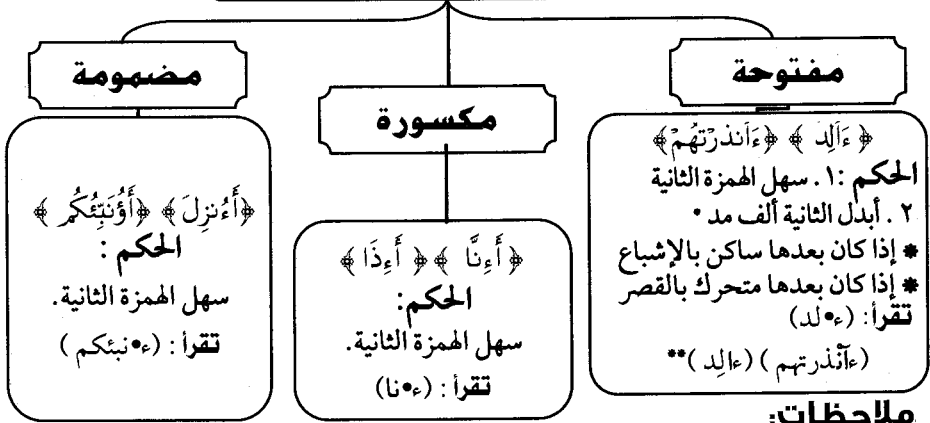 مفتوحة
﴿ ءَأَلِدُ ﴾ ﴿ءَأَنذَرْتَهُمْ﴾
الحكم :١. سهل الهمزة الثانية
٢ . أبدل الثانية ألف مد *
* إذا كان بعدها ساكن بالإشباع
* إذا كان بعدها متحرك بالقصر
تقرأ: (ء•لد)
(ءآنذرتهم ) (ءالِد )**
مكسورة
﴿ أَءِنَّا ﴾﴿ أَءِذَا ﴾
الحكم:
سهل الهمزة الثانية.
تقرأ : (ء•نا)
مضمومة
﴿أَءُنزِلَ﴾ ﴿أَؤُنَبِّئُكُم ﴾
الحكم :
سهل الهمزة الثانية.
تقرأ : (ء•نبئكم )
ملاحظات: